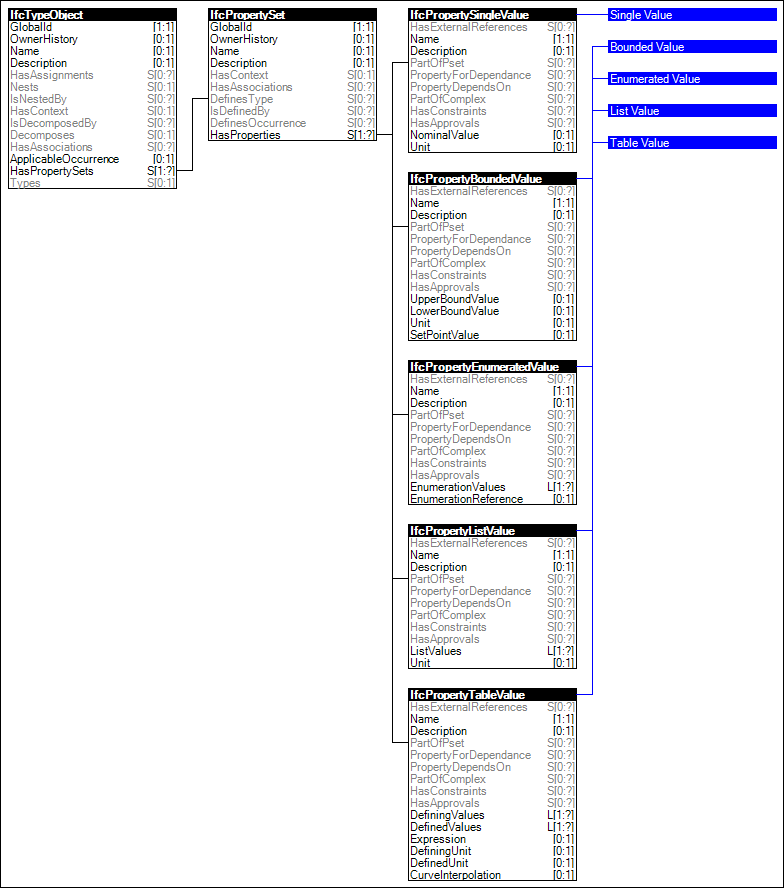 IfcTypeObject
GlobalId [1:1]
OwnerHistory [0:1]
Name [0:1]
Description [0:1]
HasAssignments S[0:?]
Nests S[0:1]
IsNestedBy S[0:?]
HasContext S[0:1]
IsDecomposedBy S[0:?]
Decomposes S[0:1]
HasAssociations S[0:?]
ApplicableOccurrence [0:1]
HasPropertySets S[1:?]
Types S[0:1]
IfcPropertySet
GlobalId [1:1]
OwnerHistory [0:1]
Name [0:1]
Description [0:1]
HasContext S[0:1]
HasAssociations S[0:?]
DefinesType S[0:?]
IsDefinedBy S[0:?]
DefinesOccurrence S[0:?]
HasProperties S[1:?]
IfcPropertySingleValue
HasExternalReferences S[0:?]
Name [1:1]
Description [0:1]
PartOfPset S[0:?]
PropertyForDependance S[0:?]
PropertyDependsOn S[0:?]
PartOfComplex S[0:?]
HasConstraints S[0:?]
HasApprovals S[0:?]
NominalValue [0:1]
Unit [0:1]
IfcPropertyBoundedValue
HasExternalReferences S[0:?]
Name [1:1]
Description [0:1]
PartOfPset S[0:?]
PropertyForDependance S[0:?]
PropertyDependsOn S[0:?]
PartOfComplex S[0:?]
HasConstraints S[0:?]
HasApprovals S[0:?]
UpperBoundValue [0:1]
LowerBoundValue [0:1]
Unit [0:1]
SetPointValue [0:1]
IfcPropertyEnumeratedValue
HasExternalReferences S[0:?]
Name [1:1]
Description [0:1]
PartOfPset S[0:?]
PropertyForDependance S[0:?]
PropertyDependsOn S[0:?]
PartOfComplex S[0:?]
HasConstraints S[0:?]
HasApprovals S[0:?]
EnumerationValues L[1:?]
EnumerationReference [0:1]
IfcPropertyListValue
HasExternalReferences S[0:?]
Name [1:1]
Description [0:1]
PartOfPset S[0:?]
PropertyForDependance S[0:?]
PropertyDependsOn S[0:?]
PartOfComplex S[0:?]
HasConstraints S[0:?]
HasApprovals S[0:?]
ListValues L[1:?]
Unit [0:1]
IfcPropertyTableValue
HasExternalReferences S[0:?]
Name [1:1]
Description [0:1]
PartOfPset S[0:?]
PropertyForDependance S[0:?]
PropertyDependsOn S[0:?]
PartOfComplex S[0:?]
HasConstraints S[0:?]
HasApprovals S[0:?]
DefiningValues L[1:?]
DefinedValues L[1:?]
Expression [0:1]
DefiningUnit [0:1]
DefinedUnit [0:1]
CurveInterpolation [0:1]
Single Value
Bounded Value
Enumerated Value
List Value
Table Value